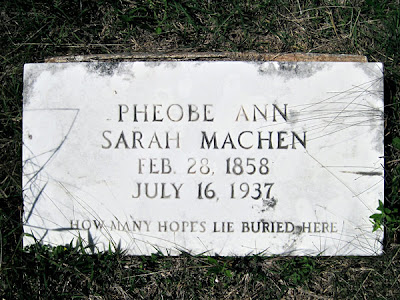 PHEOBE ANN
SARAH MACHEN
FEB. 28, 1858
JULY 16, 1937
HOW MANY HOPES LIE BURIED HERE